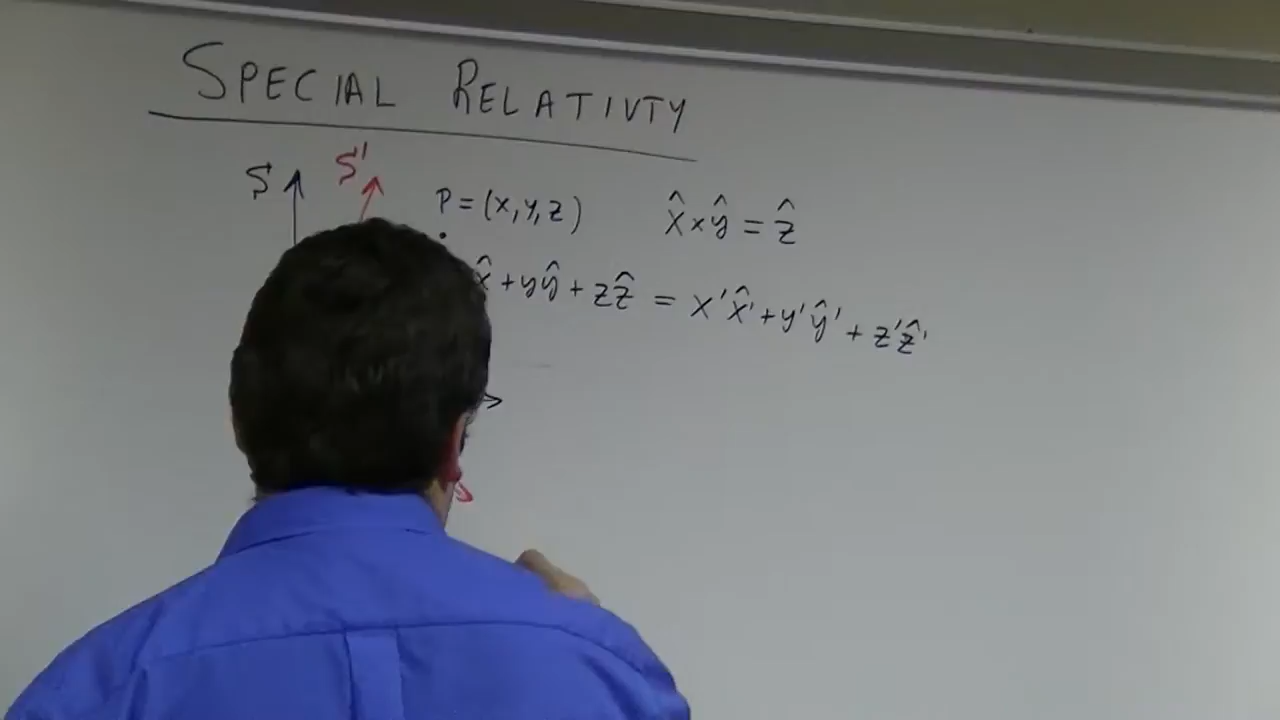 SPECIAL RELATIVTY
S S'
P = (x, y, z) x̂ × ŷ = ẑ
x̂ + yŷ + zẑ = x'x̂' + y'ŷ' + z'ẑ'